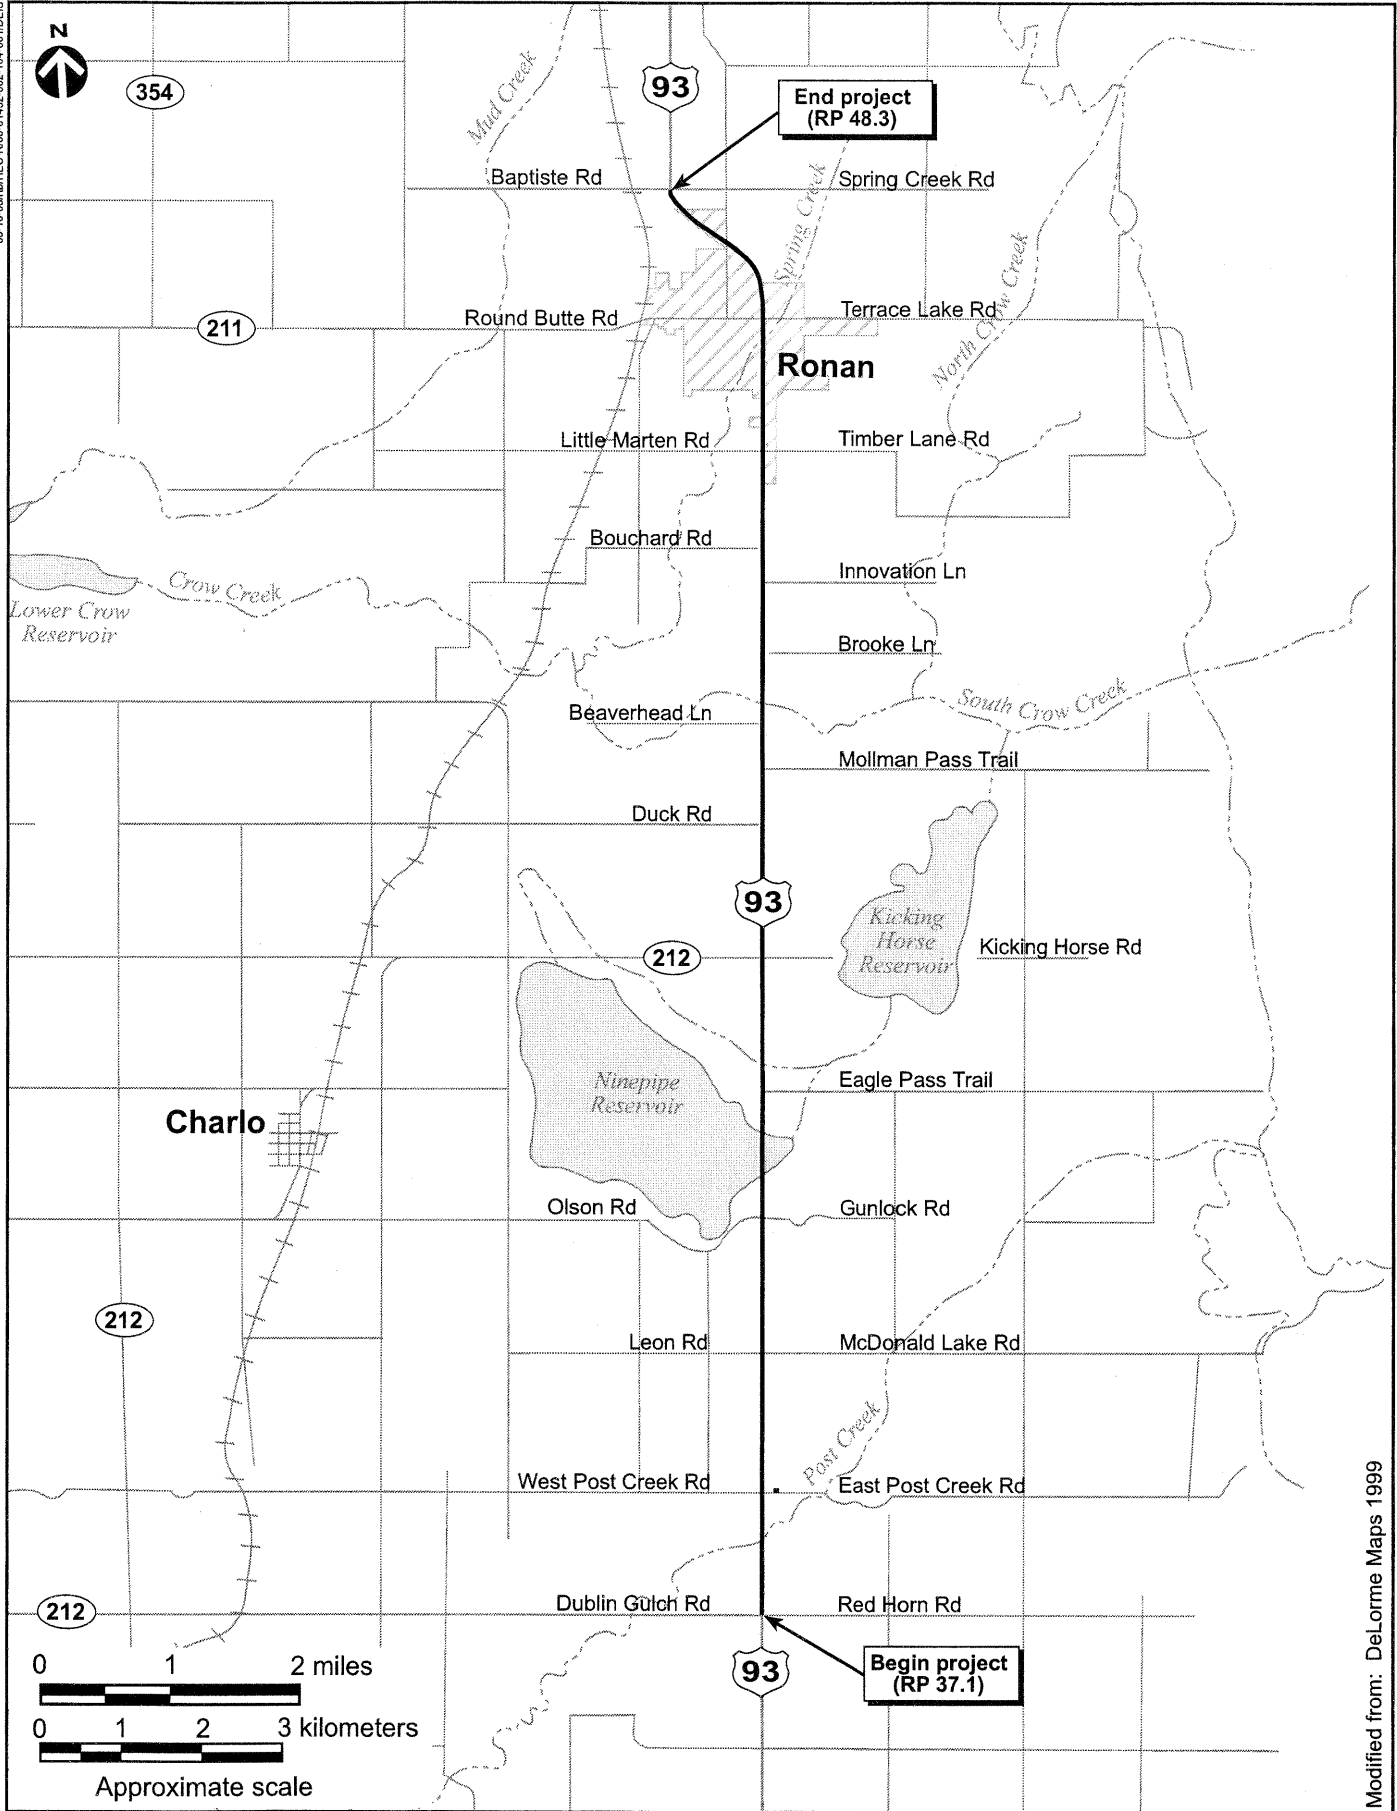 N
354
Mud Creek
93
End project
(RP 48.3)
Baptiste Rd
Spring Creek Rd
Spring Creek
North Crow Creek
211
Round Butte Rd
Terrace Lake Rd
Ronan
Little Marten Rd
Timber Lane Rd
Bouchard Rd
Innovation Ln
Crow Creek
Lower Crow
Reservoir
Brooke Ln
South Crow Creek
Beaverhead Ln
Mollman Pass Trail
Duck Rd
93
Kicking
Horse
Reservoir
212
Kicking Horse Rd
Ninepipe
Reservoir
Eagle Pass Trail
Charlo
Olson Rd
Gunlock Rd
212
Leon Rd
McDonald Lake Rd
Post Creek
West Post Creek Rd
East Post Creek Rd
212
Dublin Gulch Rd
Red Horn Rd
93
Begin project
(RP 37.1)
0 1 2 miles
0 1 2 3 kilometers
Approximate scale
Modified from: DeLorme Maps 1999